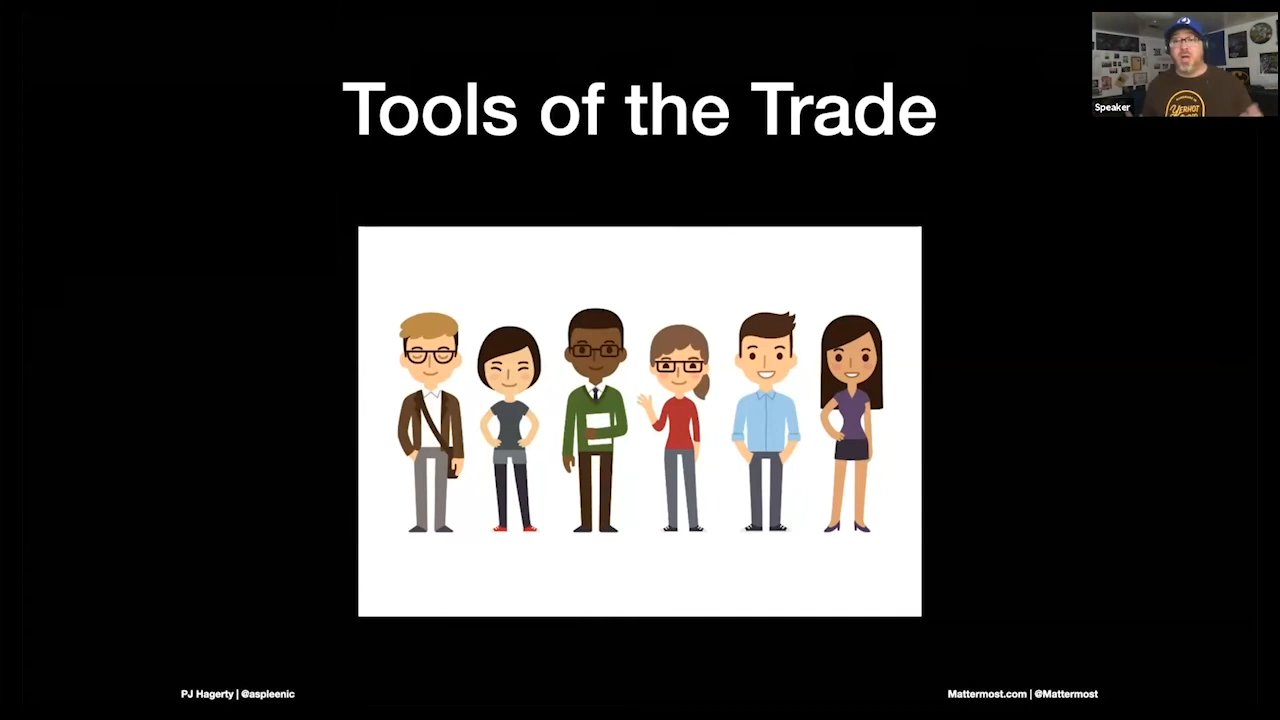 Tools of the Trade
Speaker
PJ Hagerty | @aspleenic
Mattermost.com | @Mattermost